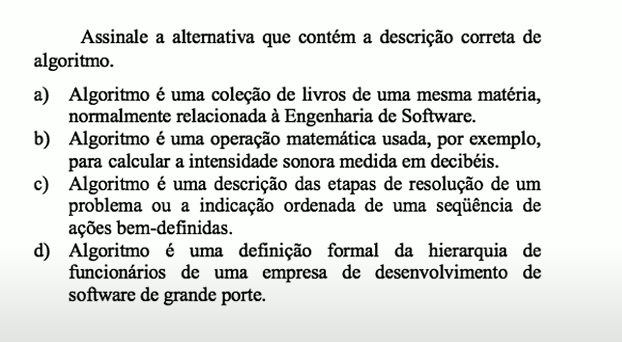 Assinale a alternativa que contém a descrição correta de
algoritmo.
a) Algoritmo é uma coleção de livros de uma mesma matéria,
normalmente relacionada à Engenharia de Software.
b) Algoritmo é uma operação matemática usada, por exemplo,
para calcular a intensidade sonora medida em decibéis.
c) Algoritmo é uma descrição das etapas de resolução de um
problema ou a indicação ordenada de uma seqüência de
ações bem-definidas.
d) Algoritmo é uma definição formal da hierarquia de
funcionários de uma empresa de desenvolvimento de
software de grande porte.